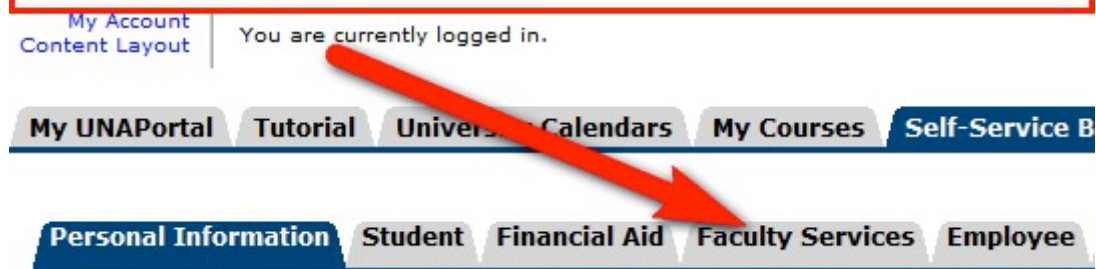 My Account
Content Layout
You are currently logged in.
My UNAPortal Tutorial Calendars My Courses Self-Service
Personal Information Student Financial Aid Faculty Services Employee